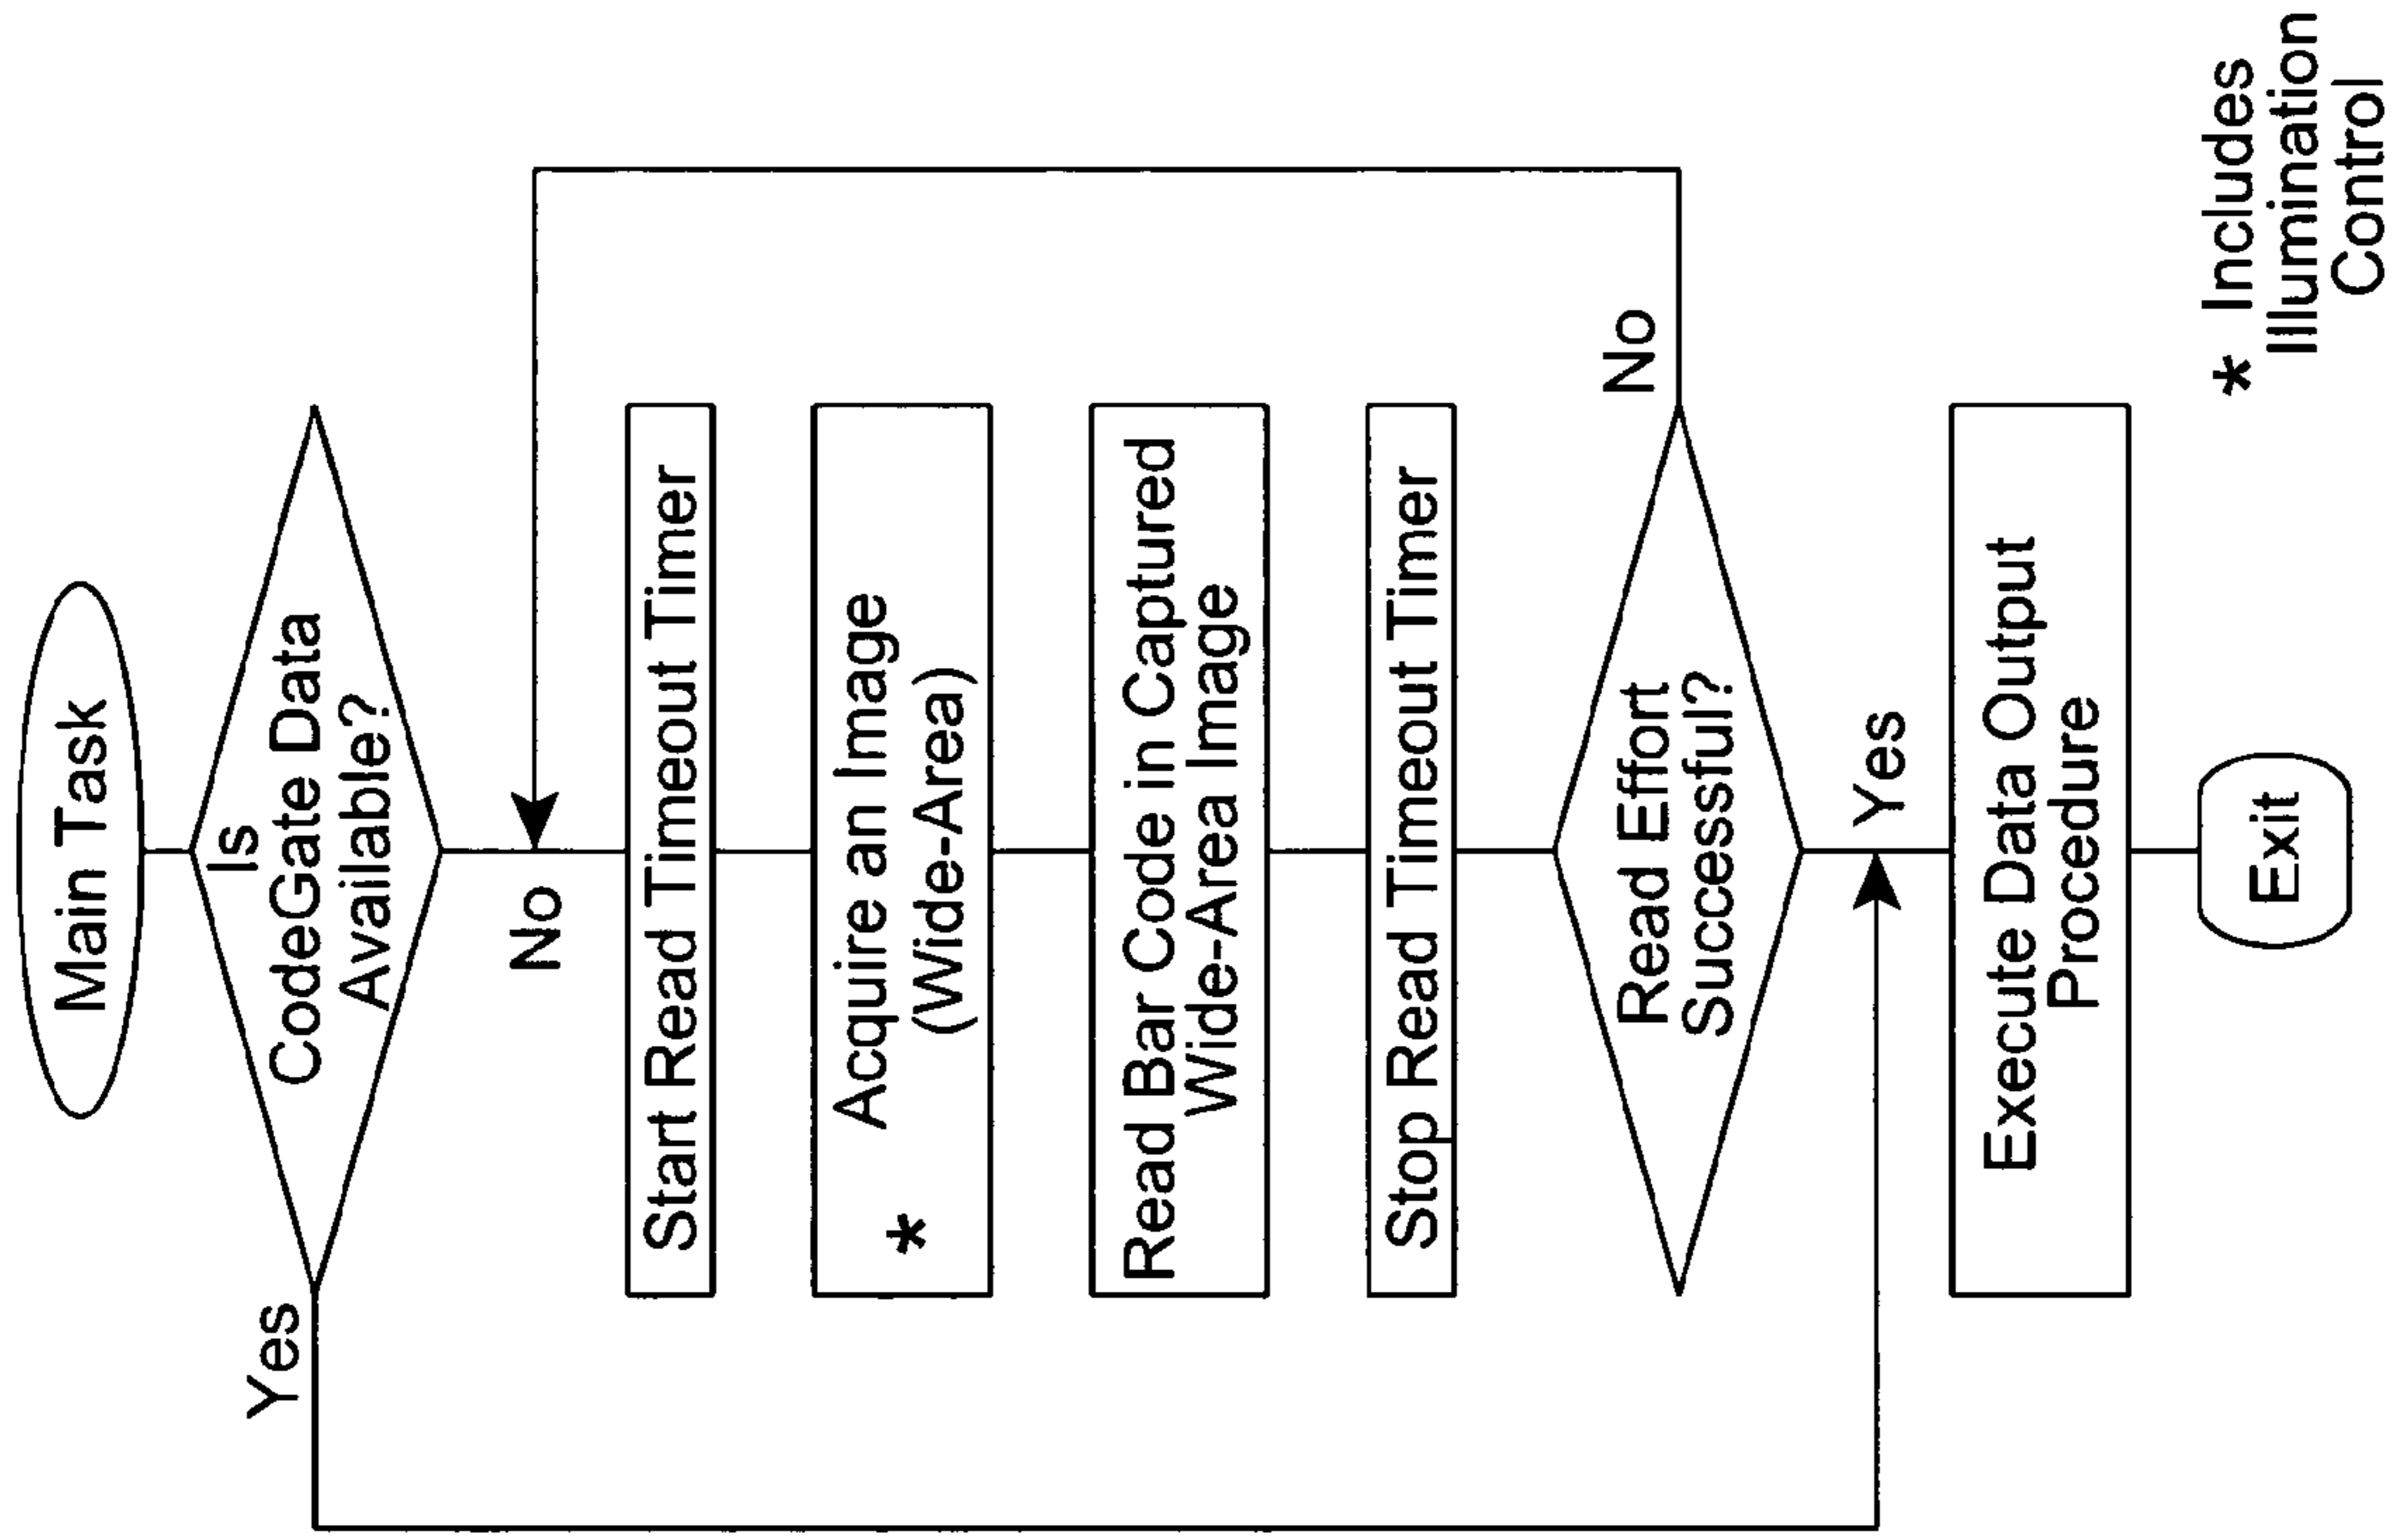 Main Task
Is
CodeGate Data
Available?
Yes
No
Start Read Timeout Timer
Acquire an Image
* (Wide-Area)
Read Bar Code in Captured
Wide-Area Image
Stop Read Timeout Timer
Read Effort
Successful?
No
Yes
Execute Data Output
Procedure
Exit
* Includes
Illumination
Control